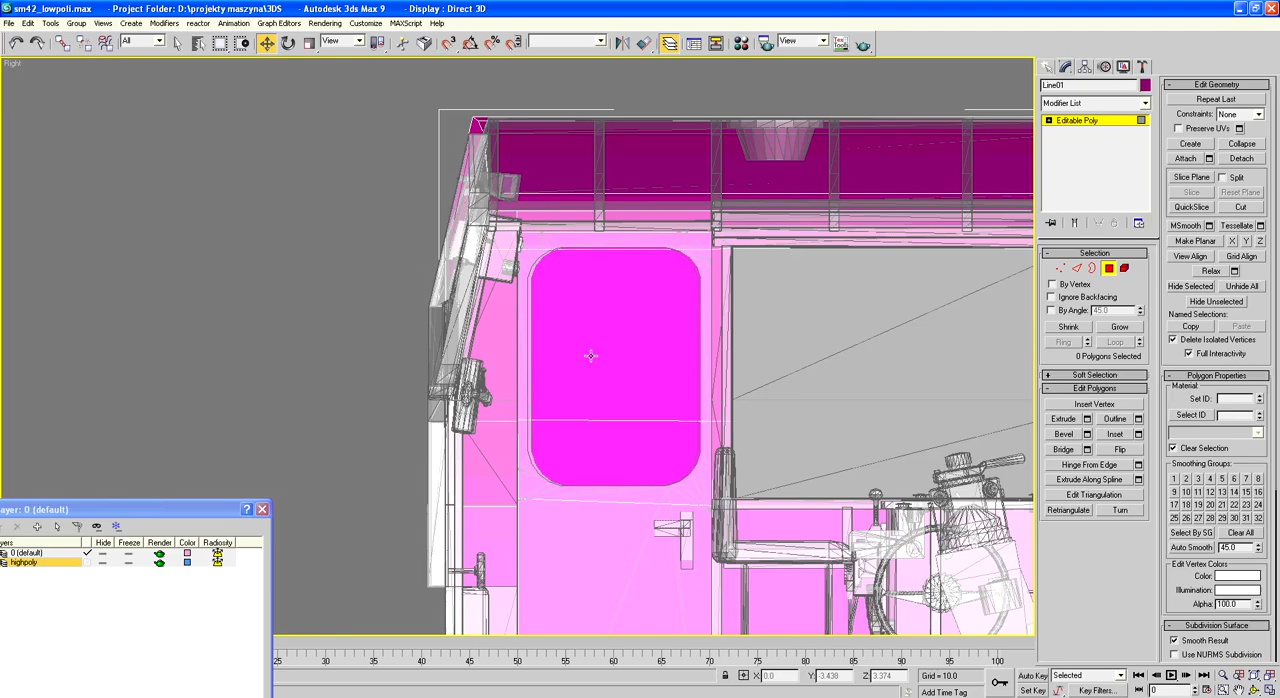 sm42_lowpoli.max - Project Folder: D:\projekty maszyna\3DS - Autodesk 3ds Max 9 - Display : Direct 3D
File Edit Tools Group Views Create Modifiers reactor Animation Graph Editors Rendering Customize MAXScript Help
All View View
Right
Line01
Modifier List
Editable Poly
Selection
By Vertex
Ignore Backfacing
By Angle: 45.0
Shrink Grow
Ring Loop
0 Polygons Selected
Soft Selection
Edit Polygons
Insert Vertex
Extrude Outline
Bevel Inset
Bridge Flip
Hinge From Edge
Extrude Along Spline
Edit Triangulation
Retriangulate Turn
Edit Geometry
Repeat Last
Constraints: None
Preserve UVs
Create Collapse
Attach Detach
Slice Plane Split
Slice Reset Plane
QuickSlice Cut
MSmooth Tessellate
Make Planar X Y Z
View Align Grid Align
Relax
Hide Selected Unhide All
Hide Unselected
Named Selections:
Copy Paste
Delete Isolated Vertices
Full Interactivity
Polygon Properties
Material:
Set ID:
Select ID
Clear Selection
Smoothing Groups:
1 2 3 4 5 6 7 8
9 10 11 12 13 14 15 16
17 18 19 20 21 22 23 24
25 26 27 28 29 30 31 32
Select By SG Clear All
Auto Smooth 45.0
Edit Vertex Colors
Color:
Illumination:
Alpha: 100.0
Subdivision Surface
Smooth Result
Use NURMS Subdivision
ayer: 0 (default)
yers Hide Freeze Render Color Radiosity
0 (default)
highpoly
25 30 35 40 45 50 55 60 65 70 75 80 85 90 95 100
X: 0.0 Y: -3.438 Z: 3.374 Grid = 10.0 Auto Key Selected
Add Time Tag Set Key Key Filters...